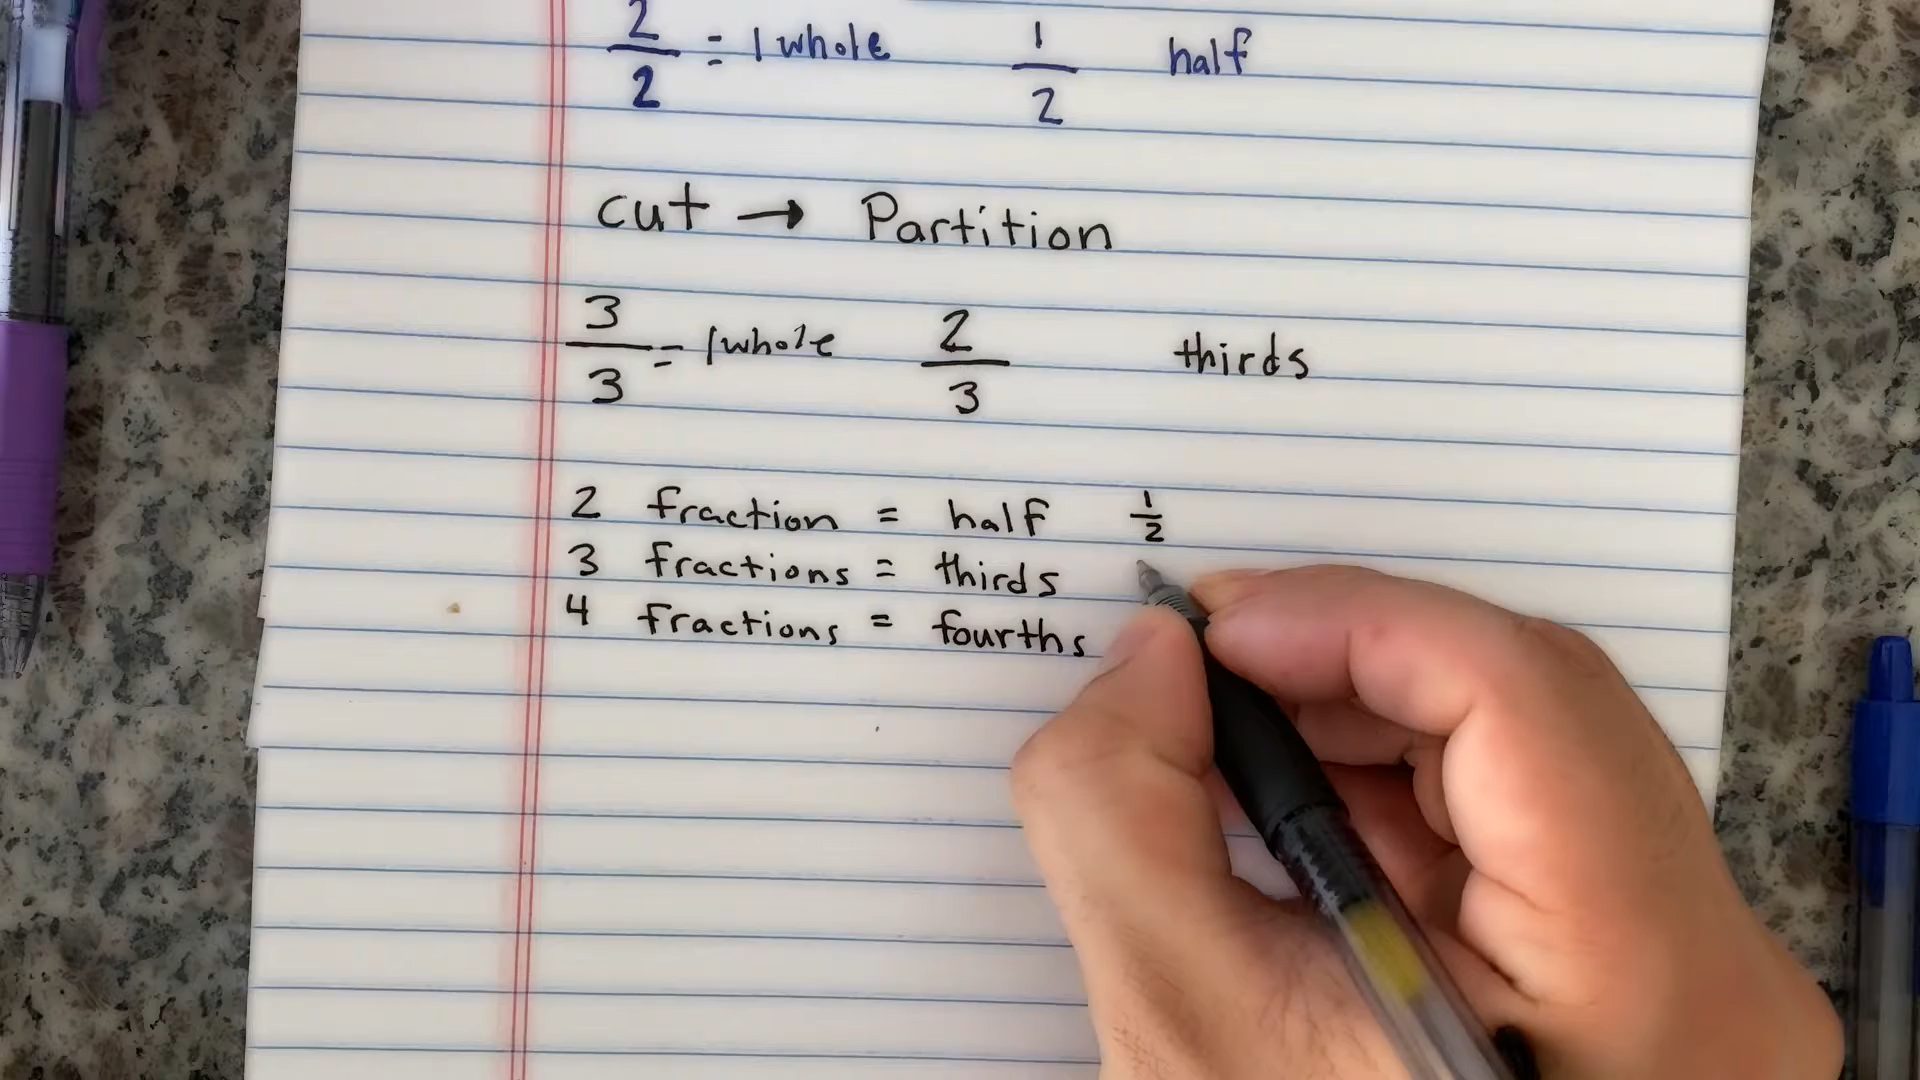 2/2 = 1 whole 1/2 half
cut → Partition
3/3 = 1 whole 2/3 thirds
2 fraction = half 1/2
3 fractions = thirds
4 fractions = fourths